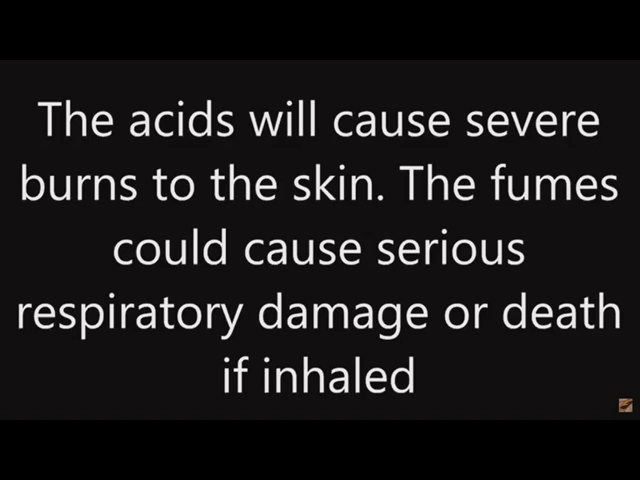 The acids will cause severe
burns to the skin. The fumes
could cause serious
respiratory damage or death
if inhaled